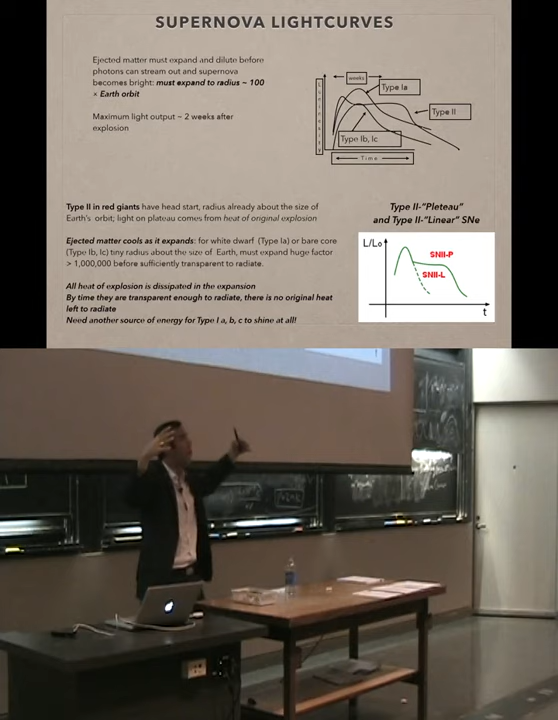 SUPERNOVA LIGHTCURVES
Ejected matter must expand and dilute before
photons can stream out and supernova
becomes bright: must expand to radius ~ 100
× Earth orbit
Maximum light output ~ 2 weeks after
explosion
weeks
Type Ia
Type II
Type Ib, Ic
Luminosity
Time
Type II in red giants have head start, radius already about the size of
Earth's orbit; light on plateau comes from heat of original explosion
Ejected matter cools as it expands: for white dwarf (Type Ia) or bare core
(Type Ib, Ic) tiny radius about the size of Earth, must expand huge factor
> 1,000,000 before sufficiently transparent to radiate.
All heat of explosion is dissipated in the expansion
By time they are transparent enough to radiate, there is no original heat
left to radiate
Need another source of energy for Type I a, b, c to shine at all!
Type II-"Pleteau"
and Type II-"Linear" SNe
L/L₀
SNII-P
SNII-L
t